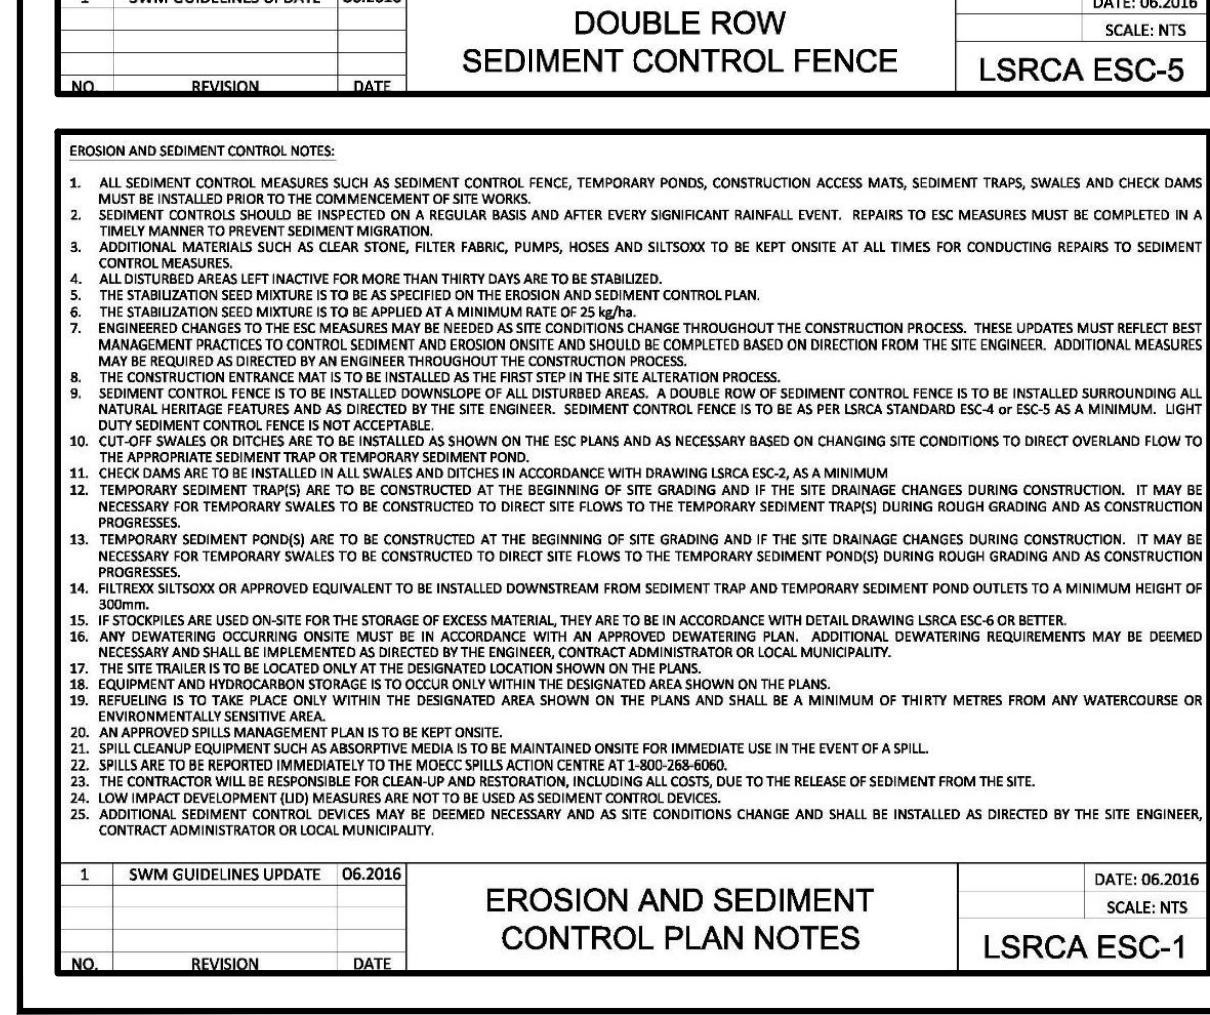 1 SWM GUIDELINES UPDATE 06.2016
DATE: 06.2016
DOUBLE ROW
SCALE: NTS
SEDIMENT CONTROL FENCE
LSRCA ESC-5
NO. REVISION DATE
EROSION AND SEDIMENT CONTROL NOTES:
1. ALL SEDIMENT CONTROL MEASURES SUCH AS SEDIMENT CONTROL FENCE, TEMPORARY PONDS, CONSTRUCTION ACCESS MATS, SEDIMENT TRAPS, SWALES AND CHECK DAMS
MUST BE INSTALLED PRIOR TO THE COMMENCEMENT OF SITE WORKS.
2. SEDIMENT CONTROLS SHOULD BE INSPECTED ON A REGULAR BASIS AND AFTER EVERY SIGNIFICANT RAINFALL EVENT. REPAIRS TO ESC MEASURES MUST BE COMPLETED IN A
TIMELY MANNER TO PREVENT SEDIMENT MIGRATION.
3. ADDITIONAL MATERIALS SUCH AS CLEAR STONE, FILTER FABRIC, PUMPS, HOSES AND SILTSOXX TO BE KEPT ONSITE AT ALL TIMES FOR CONDUCTING REPAIRS TO SEDIMENT
CONTROL MEASURES.
4. ALL DISTURBED AREAS LEFT INACTIVE FOR MORE THAN THIRTY DAYS ARE TO BE STABILIZED.
5. THE STABILIZATION SEED MIXTURE IS TO BE AS SPECIFIED ON THE EROSION AND SEDIMENT CONTROL PLAN.
6. THE STABILIZATION SEED MIXTURE IS TO BE APPLIED AT A MINIMUM RATE OF 25 kg/ha.
7. ENGINEERED CHANGES TO THE ESC MEASURES MAY BE NEEDED AS SITE CONDITIONS CHANGE THROUGHOUT THE CONSTRUCTION PROCESS. THESE UPDATES MUST REFLECT BEST
MANAGEMENT PRACTICES TO CONTROL SEDIMENT AND EROSION ONSITE AND SHOULD BE COMPLETED BASED ON DIRECTION FROM THE SITE ENGINEER. ADDITIONAL MEASURES
MAY BE REQUIRED AS DIRECTED BY AN ENGINEER THROUGHOUT THE CONSTRUCTION PROCESS.
8. THE CONSTRUCTION ENTRANCE MAT IS TO BE INSTALLED AS THE FIRST STEP IN THE SITE ALTERATION PROCESS.
9. SEDIMENT CONTROL FENCE IS TO BE INSTALLED DOWNSLOPE OF ALL DISTURBED AREAS. A DOUBLE ROW OF SEDIMENT CONTROL FENCE IS TO BE INSTALLED SURROUNDING ALL
NATURAL HERITAGE FEATURES AND AS DIRECTED BY THE SITE ENGINEER. SEDIMENT CONTROL FENCE IS TO BE AS PER LSRCA STANDARD ESC-4 or ESC-5 AS A MINIMUM. LIGHT
DUTY SEDIMENT CONTROL FENCE IS NOT ACCEPTABLE.
10. CUT-OFF SWALES OR DITCHES ARE TO BE INSTALLED AS SHOWN ON THE ESC PLANS AND AS NECESSARY BASED ON CHANGING SITE CONDITIONS TO DIRECT OVERLAND FLOW TO
THE APPROPRIATE SEDIMENT TRAP OR TEMPORARY SEDIMENT POND.
11. CHECK DAMS ARE TO BE INSTALLED IN ALL SWALES AND DITCHES IN ACCORDANCE WITH DRAWING LSRCA ESC-2, AS A MINIMUM
12. TEMPORARY SEDIMENT TRAP(S) ARE TO BE CONSTRUCTED AT THE BEGINNING OF SITE GRADING AND IF THE SITE DRAINAGE CHANGES DURING CONSTRUCTION. IT MAY BE
NECESSARY FOR TEMPORARY SWALES TO BE CONSTRUCTED TO DIRECT SITE FLOWS TO THE TEMPORARY SEDIMENT TRAP(S) DURING ROUGH GRADING AND AS CONSTRUCTION
PROGRESSES.
13. TEMPORARY SEDIMENT POND(S) ARE TO BE CONSTRUCTED AT THE BEGINNING OF SITE GRADING AND IF THE SITE DRAINAGE CHANGES DURING CONSTRUCTION. IT MAY BE
NECESSARY FOR TEMPORARY SWALES TO BE CONSTRUCTED TO DIRECT SITE FLOWS TO THE TEMPORARY SEDIMENT POND(S) DURING ROUGH GRADING AND AS CONSTRUCTION
PROGRESSES.
14. FILTREXX SILTSOXX OR APPROVED EQUIVALENT TO BE INSTALLED DOWNSTREAM FROM SEDIMENT TRAP AND TEMPORARY SEDIMENT POND OUTLETS TO A MINIMUM HEIGHT OF
300mm.
15. IF STOCKPILES ARE USED ON-SITE FOR THE STORAGE OF EXCESS MATERIAL, THEY ARE TO BE IN ACCORDANCE WITH DETAIL DRAWING LSRCA ESC-6 OR BETTER.
16. ANY DEWATERING OCCURRING ONSITE MUST BE IN ACCORDANCE WITH AN APPROVED DEWATERING PLAN. ADDITIONAL DEWATERING REQUIREMENTS MAY BE DEEMED
NECESSARY AND SHALL BE IMPLEMENTED AS DIRECTED BY THE ENGINEER, CONTRACT ADMINISTRATOR OR LOCAL MUNICIPALITY.
17. THE SITE TRAILER IS TO BE LOCATED ONLY AT THE DESIGNATED LOCATION SHOWN ON THE PLANS.
18. EQUIPMENT AND HYDROCARBON STORAGE IS TO OCCUR ONLY WITHIN THE DESIGNATED AREA SHOWN ON THE PLANS.
19. REFUELING IS TO TAKE PLACE ONLY WITHIN THE DESIGNATED AREA SHOWN ON THE PLANS AND SHALL BE A MINIMUM OF THIRTY METRES FROM ANY WATERCOURSE OR
ENVIRONMENTALLY SENSITIVE AREA.
20. AN APPROVED SPILLS MANAGEMENT PLAN IS TO BE KEPT ONSITE.
21. SPILL CLEANUP EQUIPMENT SUCH AS ABSORPTIVE MEDIA IS TO BE MAINTAINED ONSITE FOR IMMEDIATE USE IN THE EVENT OF A SPILL.
22. SPILLS ARE TO BE REPORTED IMMEDIATELY TO THE MOECC SPILLS ACTION CENTRE AT 1-800-268-6060.
23. THE CONTRACTOR WILL BE RESPONSIBLE FOR CLEAN-UP AND RESTORATION, INCLUDING ALL COSTS, DUE TO THE RELEASE OF SEDIMENT FROM THE SITE.
24. LOW IMPACT DEVELOPMENT (LID) MEASURES ARE NOT TO BE USED AS SEDIMENT CONTROL DEVICES.
25. ADDITIONAL SEDIMENT CONTROL DEVICES MAY BE DEEMED NECESSARY AND AS SITE CONDITIONS CHANGE AND SHALL BE INSTALLED AS DIRECTED BY THE SITE ENGINEER,
CONTRACT ADMINISTRATOR OR LOCAL MUNICIPALITY.
1 SWM GUIDELINES UPDATE 06.2016
DATE: 06.2016
EROSION AND SEDIMENT
SCALE: NTS
CONTROL PLAN NOTES
LSRCA ESC-1
NO. REVISION DATE